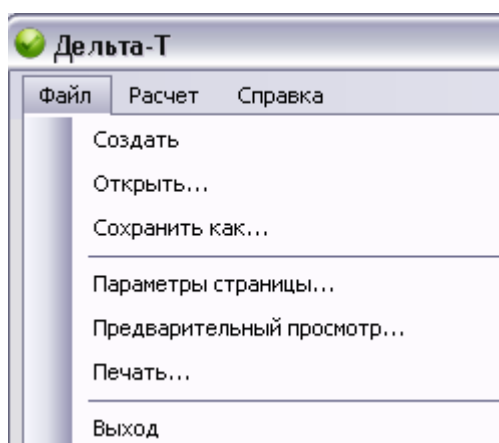 Дельта-Т
Файл Расчет Справка
Создать
Открыть...
Сохранить как...
Параметры страницы...
Предварительный просмотр...
Печать...
Выход